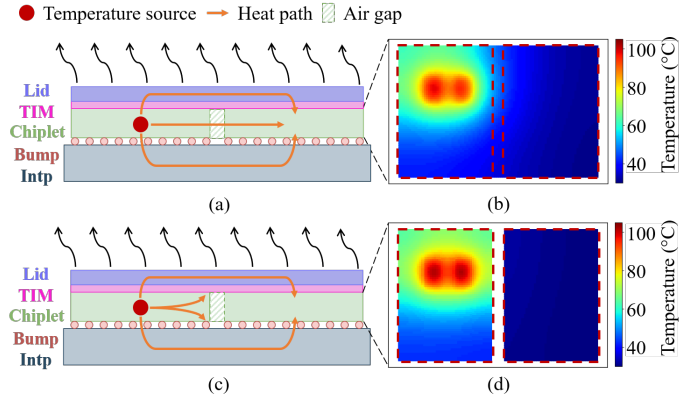 Temperature source Heat path Air gap
Lid
TIM
Chiplet
Bump
Intp
(a)
100
80
60
40
Temperature (°C)
(b)
Lid
TIM
Chiplet
Bump
Intp
(c)
100
80
60
40
Temperature (°C)
(d)